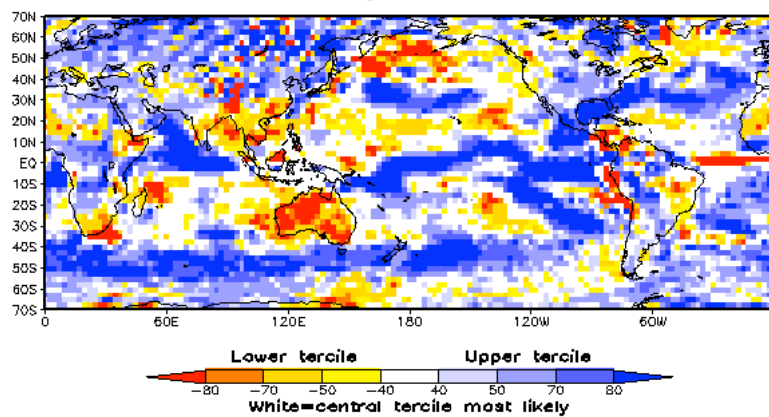 70N
60N
50N
40N
30N
20N
10N
EQ
10S
20S
30S
40S
50S
60S
70S
0 60E 120E 180 120W 60W
Lower tercile Upper tercile
-80 -70 -50 -40 40 50 70 80
White=central tercile most likely